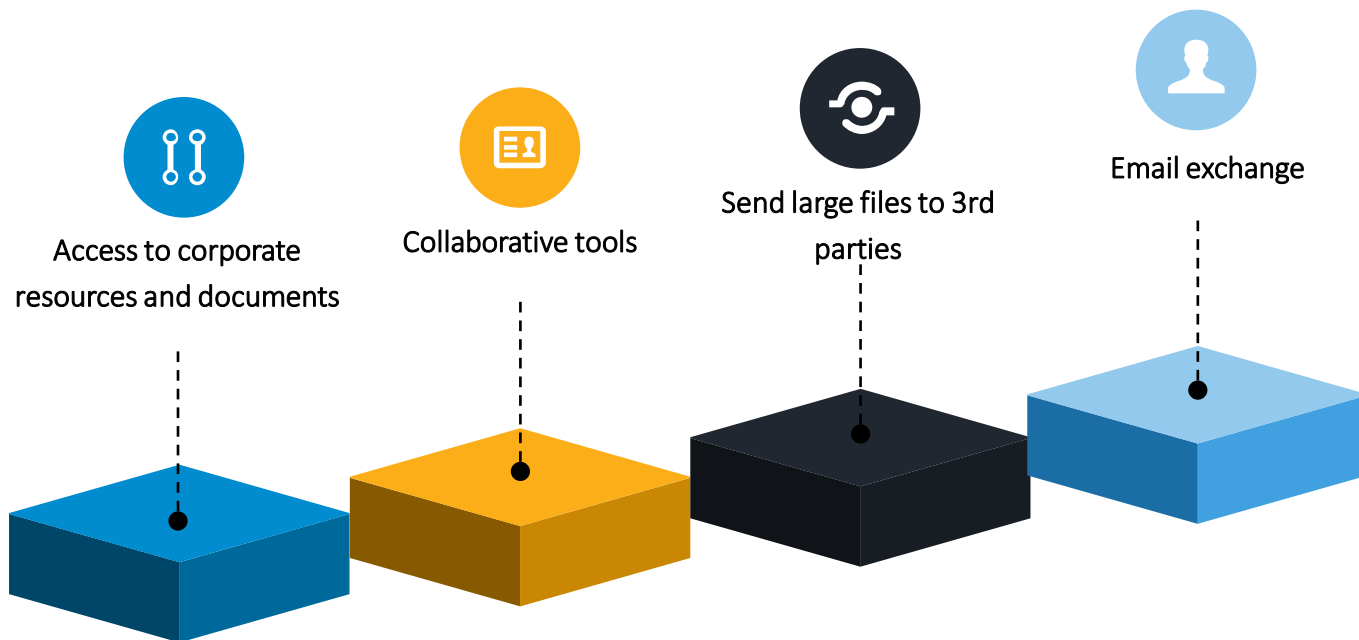 Access to corporate
resources and documents
Collaborative tools
Send large files to 3rd
parties
Email exchange